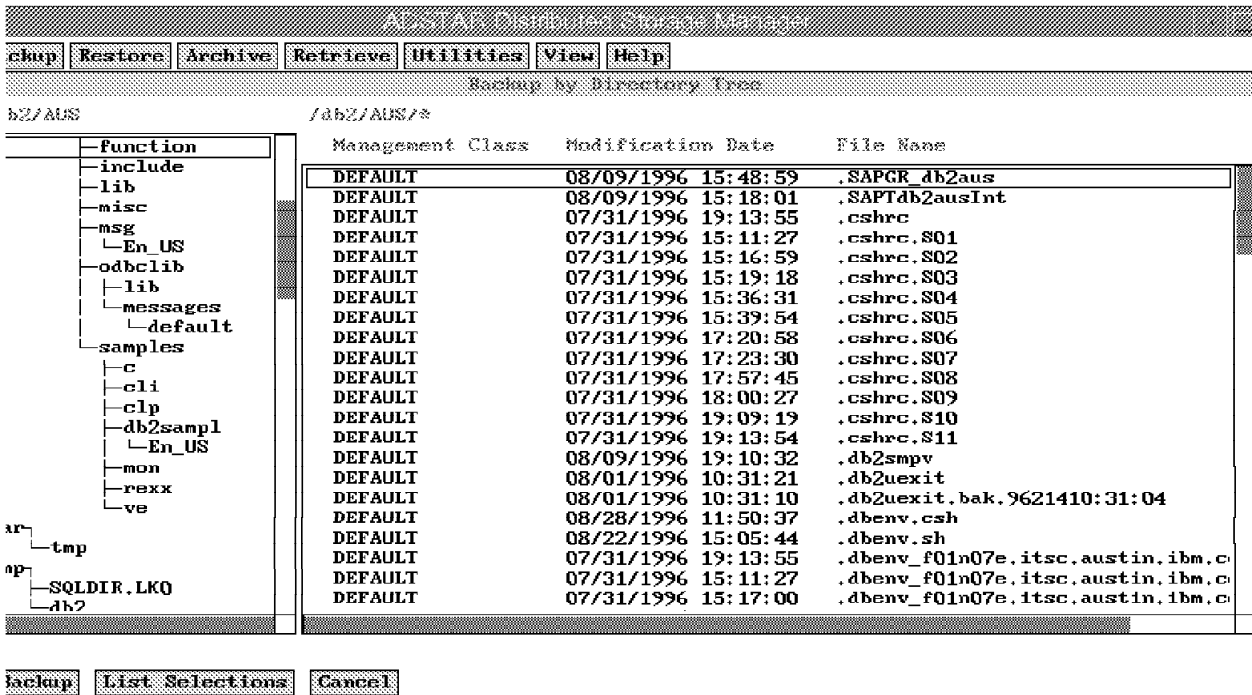 ADSTAR Distributed Storage Manager
ckup Restore Archive Retrieve Utilities View Help
Backup by Directory Tree
b2/AUS
/db2/AUS/*
function
include
lib
misc
msg
En_US
odbclib
lib
messages
default
samples
c
cli
clp
db2sampl
En_US
mon
rexx
ve
ar
tmp
mp
SQLDIR.LK0
db2
Management Class Modification Date File Name
DEFAULT 08/09/1996 15:48:59 .SAPGR_db2aus
DEFAULT 08/09/1996 15:18:01 .SAPTdb2ausInt
DEFAULT 07/31/1996 19:13:55 .cshrc
DEFAULT 07/31/1996 15:11:27 .cshrc.S01
DEFAULT 07/31/1996 15:16:59 .cshrc.S02
DEFAULT 07/31/1996 15:19:18 .cshrc.S03
DEFAULT 07/31/1996 15:36:31 .cshrc.S04
DEFAULT 07/31/1996 15:39:54 .cshrc.S05
DEFAULT 07/31/1996 17:20:58 .cshrc.S06
DEFAULT 07/31/1996 17:23:30 .cshrc.S07
DEFAULT 07/31/1996 17:57:45 .cshrc.S08
DEFAULT 07/31/1996 18:00:27 .cshrc.S09
DEFAULT 07/31/1996 19:09:19 .cshrc.S10
DEFAULT 07/31/1996 19:13:54 .cshrc.S11
DEFAULT 08/09/1996 19:10:32 .db2smpv
DEFAULT 08/01/1996 10:31:21 .db2uexit
DEFAULT 08/01/1996 10:31:10 .db2uexit.bak.9621410:31:04
DEFAULT 08/28/1996 11:50:37 .dbenv.csh
DEFAULT 08/22/1996 15:05:44 .dbenv.sh
DEFAULT 07/31/1996 19:13:55 .dbenv_f01n07e.itsc.austin.ibm.c
DEFAULT 07/31/1996 15:11:27 .dbenv_f01n07e.itsc.austin.ibm.c
DEFAULT 07/31/1996 15:17:00 .dbenv_f01n07e.itsc.austin.ibm.c
Backup List Selections Cancel